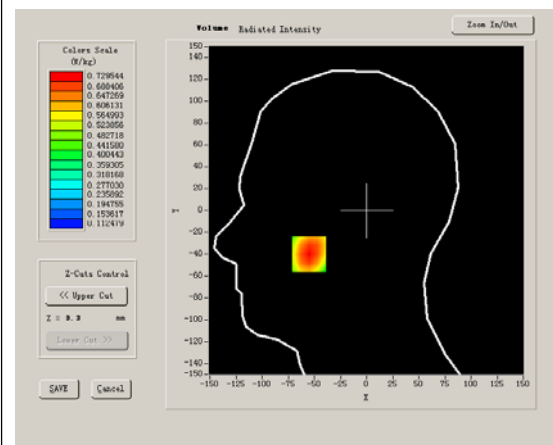 Volume Radiated Intensity
Zoom In/Out
Colors Scale
(W/kg)
0.729544
0.688406
0.647269
0.606131
0.564993
0.523856
0.482718
0.441580
0.400443
0.359305
0.318168
0.277030
0.235892
0.194755
0.153617
0.112479
Z-Cuts Control
<< Upper Cut
Z = 0.0 mm
Lower Cut >>
SAVE
Cancel
150
140
120
100
80
60
40
20
0
-20
-40
-60
-80
-100
-120
-140
-150
Y
-150 -125 -100 -75 -50 -25 0 25 50 75 100 125 150
X